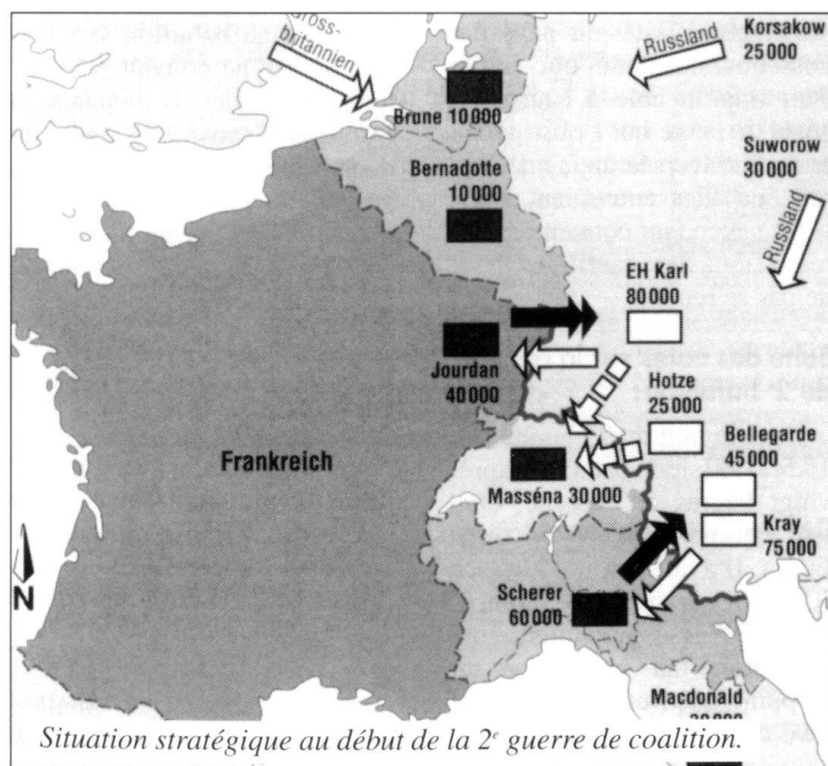 Gross-
britannien
Russland
Korsakow
25 000
Brune 10 000
Suworow
30 000
Bernadotte
10 000
Russland
EH Karl
80 000
Jourdan
40 000
Hotze
25 000
Bellegarde
45 000
Frankreich
Masséna 30 000
Kray
75 000
N
Scherer
60 000
Macdonald
Situation stratégique au début de la 2e guerre de coalition.